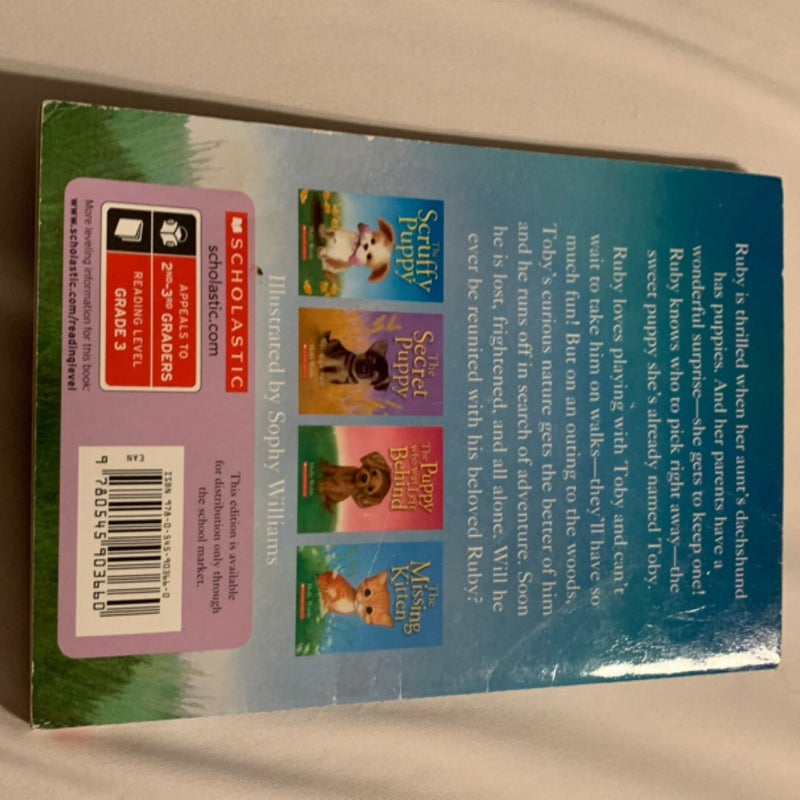 Ruby is thrilled when her aunt's dachshund
has puppies. And her parents have a
wonderful surprise—she gets to keep one!
Ruby knows who to pick right away—the
sweet puppy she's already named Toby.
Ruby loves playing with Toby and can't
wait to take him on walks—they'll have so
much fun! But on an outing to the woods,
Toby's curious nature gets the better of him
and he runs off in search of adventure. Soon
he is lost, frightened, and all alone. Will he
ever be reunited with his beloved Ruby?
The
Scruffy
Puppy
Holly Webb
The
Secret
Puppy
Holly Webb
The Puppy
who was Left
Behind
Holly Webb
The
Missing
Kitten
Holly Webb
Illustrated by Sophy Williams
SCHOLASTIC
scholastic.com
APPEALS TO
2ND–3RD GRADERS
READING LEVEL
GRADE 3
More leveling information for this book:
www.scholastic.com/readinglevel
This edition is available
for distribution only through
the school market.
ISBN 978-0-545-90366-0
9 780545 903660
EAN